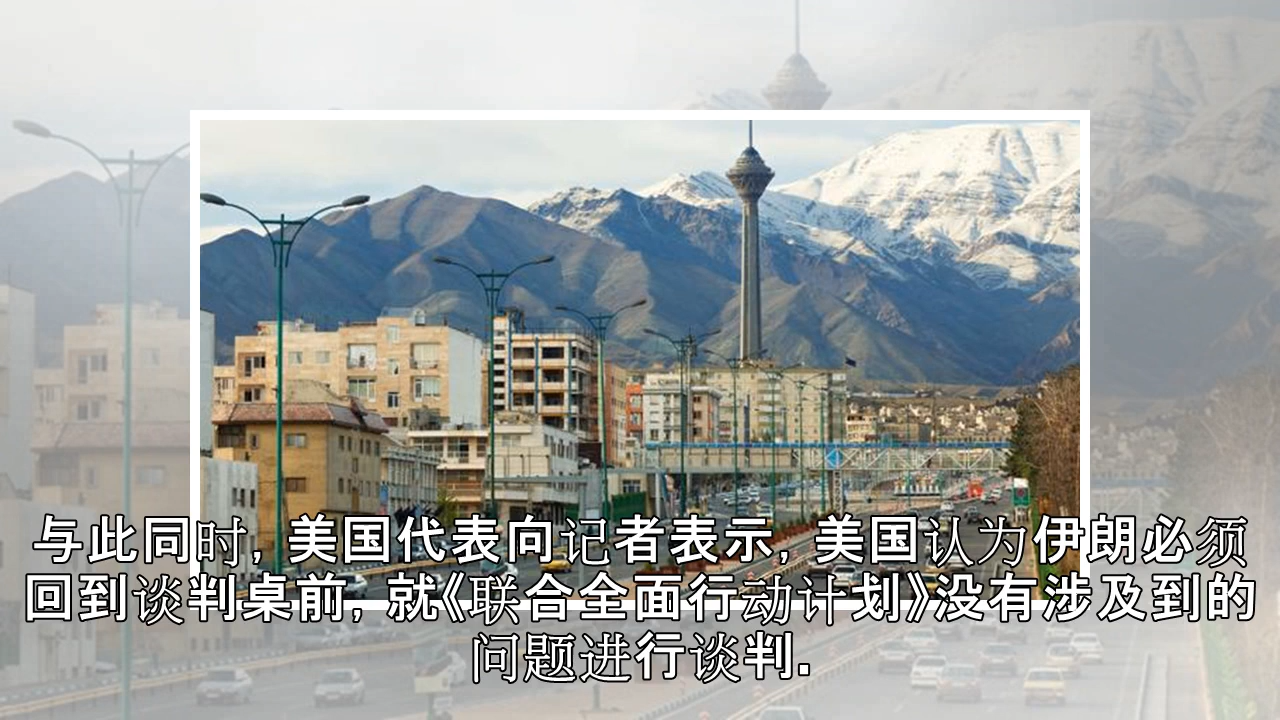 与此同时, 美国代表向记者表示, 美国认为伊朗必须
回到谈判桌前, 就《联合全面行动计划》没有涉及到的
问题进行谈判.